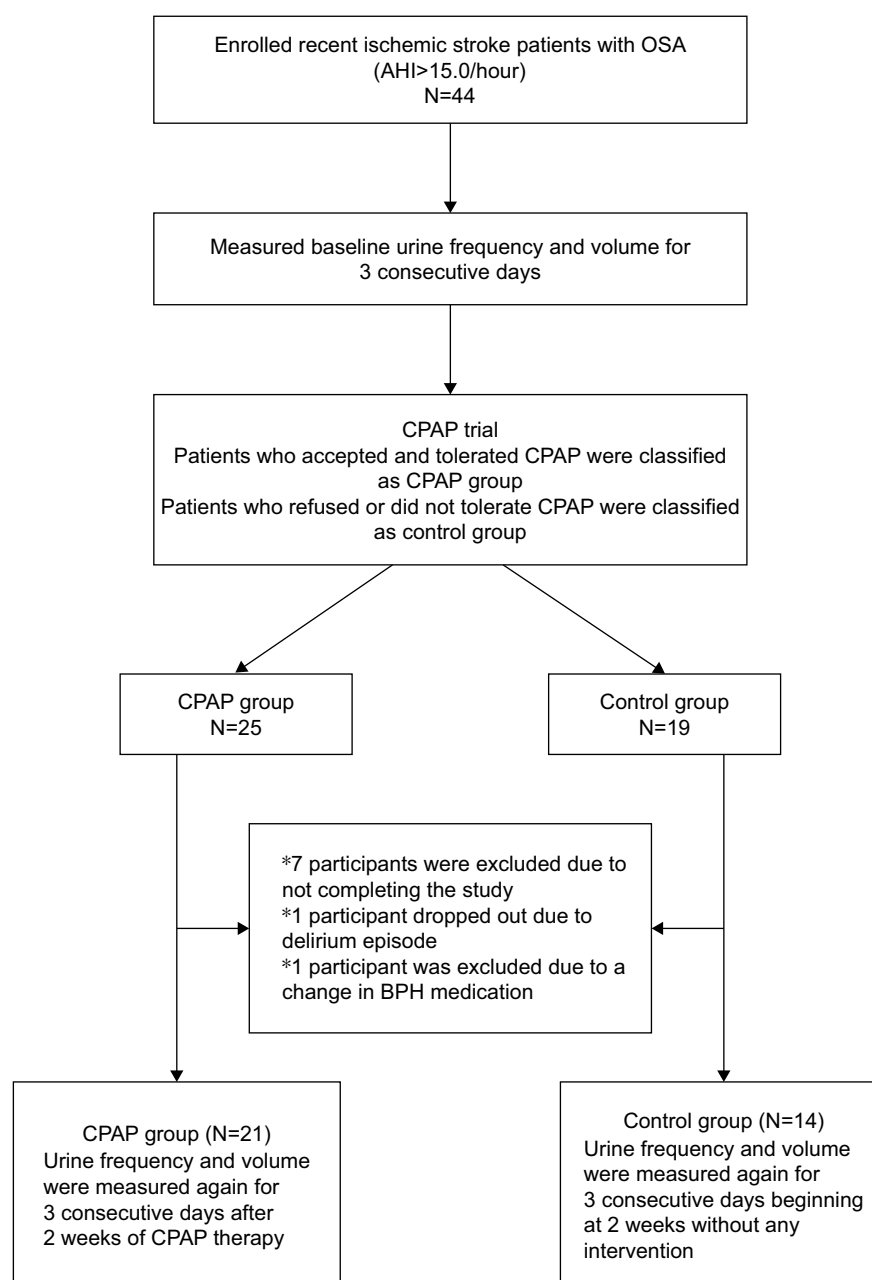 Enrolled recent ischemic stroke patients with OSA
(AHI>15.0/hour)
N=44
Measured baseline urine frequency and volume for
3 consecutive days
CPAP trial
Patients who accepted and tolerated CPAP were classified
as CPAP group
Patients who refused or did not tolerate CPAP were classified
as control group
CPAP group
N=25
Control group
N=19
*7 participants were excluded due to
not completing the study
*1 participant dropped out due to
delirium episode
*1 participant was excluded due to a
change in BPH medication
CPAP group (N=21)
Urine frequency and volume
were measured again for
3 consecutive days after
2 weeks of CPAP therapy
Control group (N=14)
Urine frequency and volume
were measured again for
3 consecutive days beginning
at 2 weeks without any
intervention